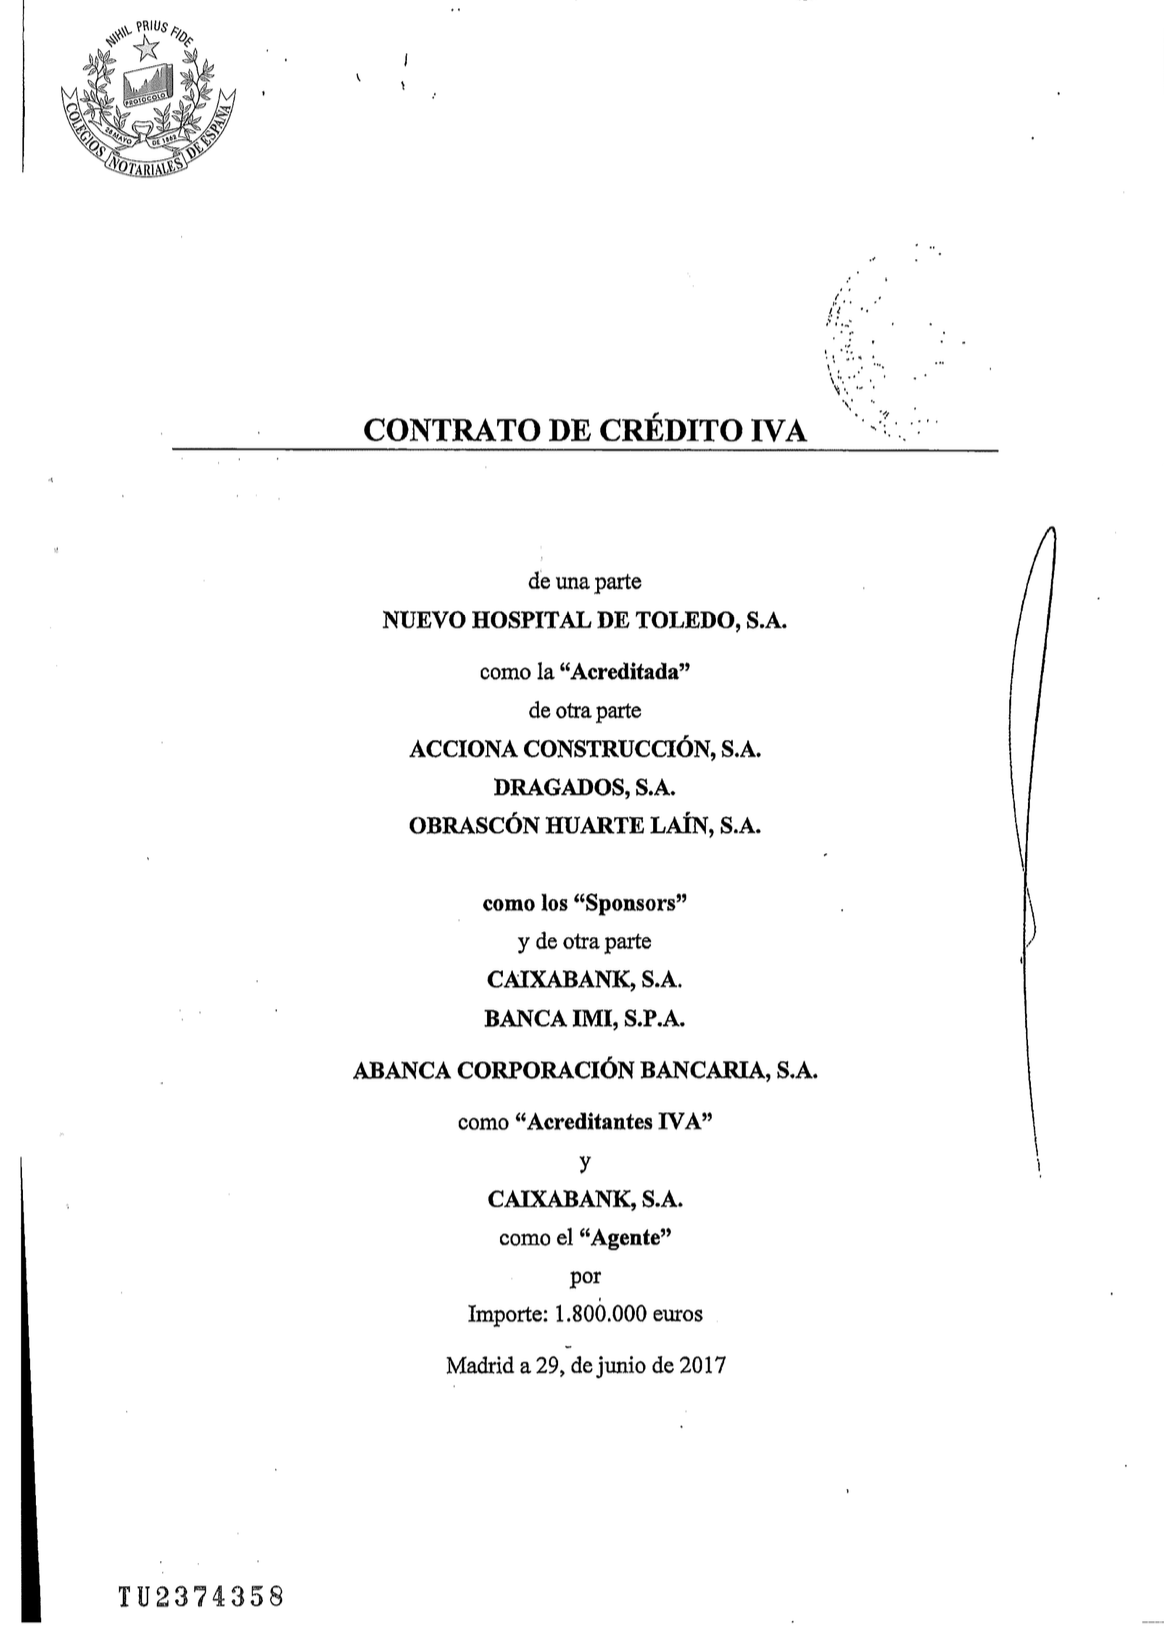 NIHIL PRIUS FIDE
PROTOCOLO
28 MAYO DE 1862
COLEGIOS NOTARIALES DE ESPAÑA
CONTRATO DE CRÉDITO IVA
de una parte
NUEVO HOSPITAL DE TOLEDO, S.A.
como la “Acreditada”
de otra parte
ACCIONA CONSTRUCCIÓN, S.A.
DRAGADOS, S.A.
OBRASCÓN HUARTE LAÍN, S.A.
como los “Sponsors”
y de otra parte
CAIXABANK, S.A.
BANCA IMI, S.P.A.
ABANCA CORPORACIÓN BANCARIA, S.A.
como “Acreditantes IVA”
y
CAIXABANK, S.A.
como el “Agente”
por
Importe: 1.800.000 euros
Madrid a 29, de junio de 2017
TU2374358